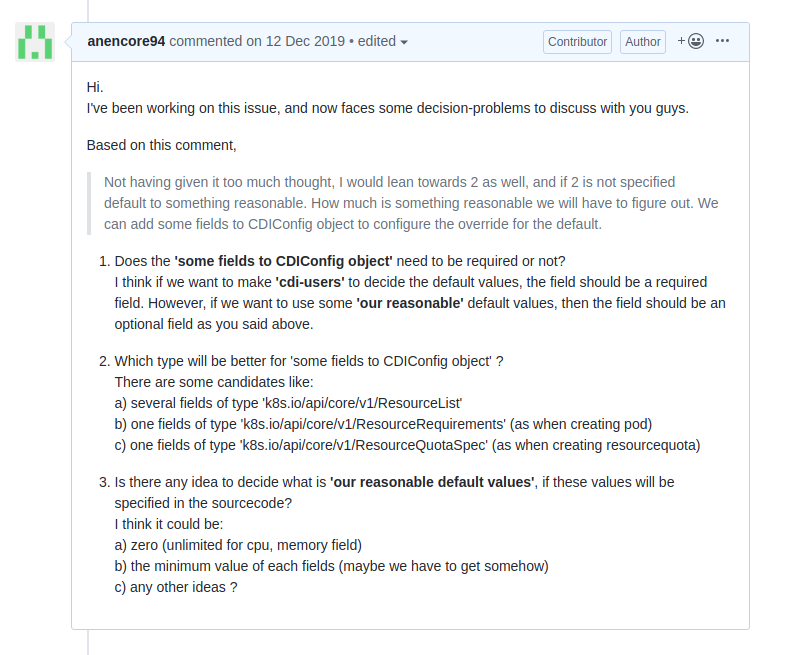 anencore94 commented on 12 Dec 2019 • edited
Contributor
Author
+
Hi.
I've been working on this issue, and now faces some decision-problems to discuss with you guys.
Based on this comment,
Not having given it too much thought, I would lean towards 2 as well, and if 2 is not specified
default to something reasonable. How much is something reasonable we will have to figure out. We
can add some fields to CDIConfig object to configure the override for the default.
1. Does the 'some fields to CDIConfig object' need to be required or not?
I think if we want to make 'cdi-users' to decide the default values, the field should be a required
field. However, if we want to use some 'our reasonable' default values, then the field should be an
optional field as you said above.
2. Which type will be better for 'some fields to CDIConfig object' ?
There are some candidates like:
a) several fields of type 'k8s.io/api/core/v1/ResourceList'
b) one fields of type 'k8s.io/api/core/v1/ResourceRequirements' (as when creating pod)
c) one fields of type 'k8s.io/api/core/v1/ResourceQuotaSpec' (as when creating resourcequota)
3. Is there any idea to decide what is 'our reasonable default values', if these values will be
specified in the sourcecode?
I think it could be:
a) zero (unlimited for cpu, memory field)
b) the minimum value of each fields (maybe we have to get somehow)
c) any other ideas ?